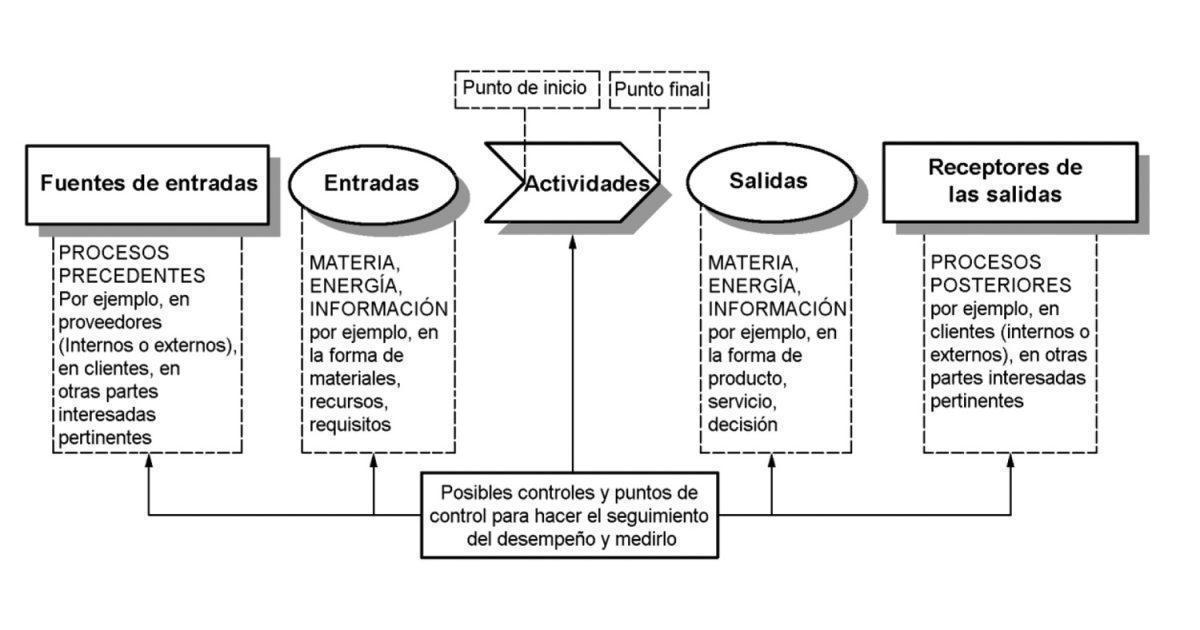 Punto de inicio
Punto final
Fuentes de entradas
Entradas
Actividades
Salidas
Receptores de
las salidas
PROCESOS
PRECEDENTES
Por ejemplo, en
proveedores
(Internos o externos),
en clientes, en
otras partes
interesadas
pertinentes
MATERIA,
ENERGÍA,
INFORMACIÓN
por ejemplo, en
la forma de
materiales,
recursos,
requisitos
MATERIA,
ENERGÍA,
INFORMACIÓN
por ejemplo, en
la forma de
producto,
servicio,
decisión
PROCESOS
POSTERIORES
por ejemplo, en
clientes (internos o
externos), en otras
partes interesadas
pertinentes
Posibles controles y puntos de
control para hacer el seguimiento
del desempeño y medirlo